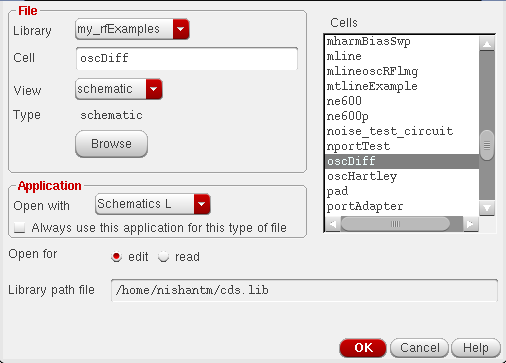 File
Library my_rfExamples
Cell oscDiff
View schematic
Type schematic
Browse
Application
Open with Schematics L
Always use this application for this type of file
Open for edit read
Library path file /home/nishantm/cds.lib
Cells
mharmBiasSwp
mline
mlineoscRFlmg
mtlineExample
ne600
ne600p
noise_test_circuit
nportTest
oscDiff
oscHartley
pad
portAdapter
OK Cancel Help